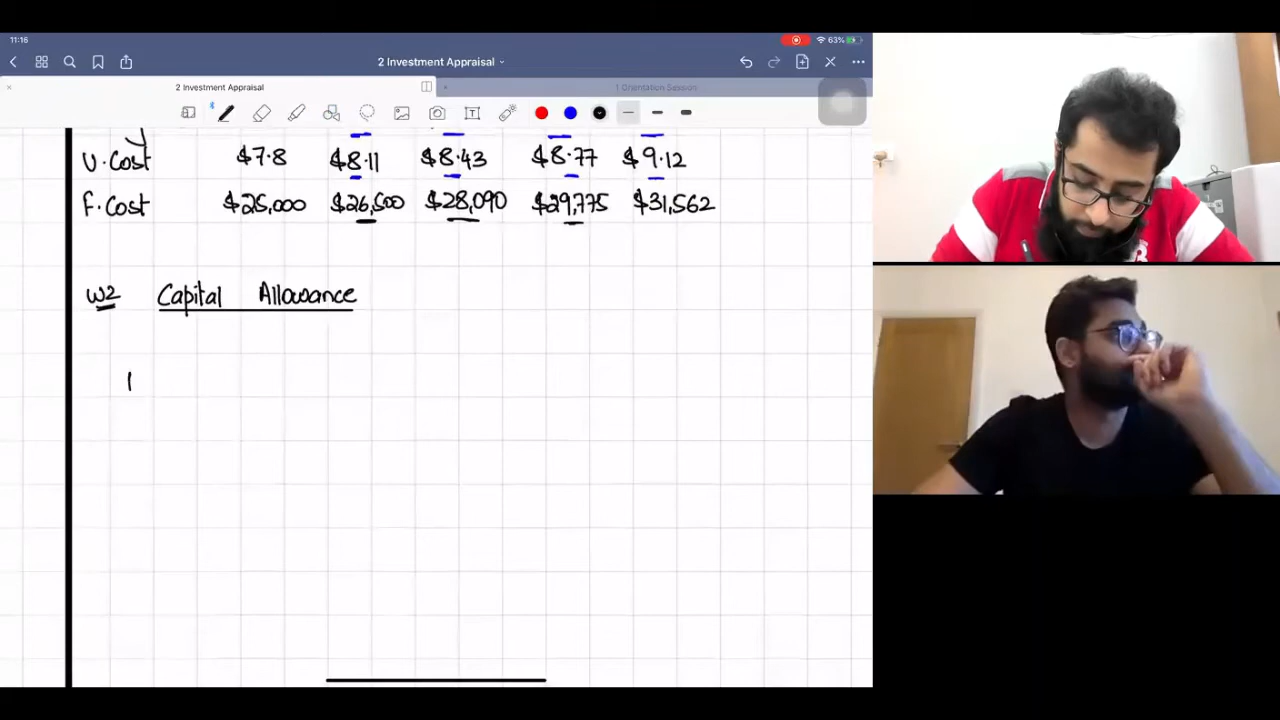 11:16
63%
2 Investment Appraisal
2 Investment Appraisal
1 Orientation Session
V.Cost $7.8 $8.11 $8.43 $8.77 $9.12
F.Cost $25,000 $26,500 $28,090 $29,775 $31,562
W2 Capital Allowance